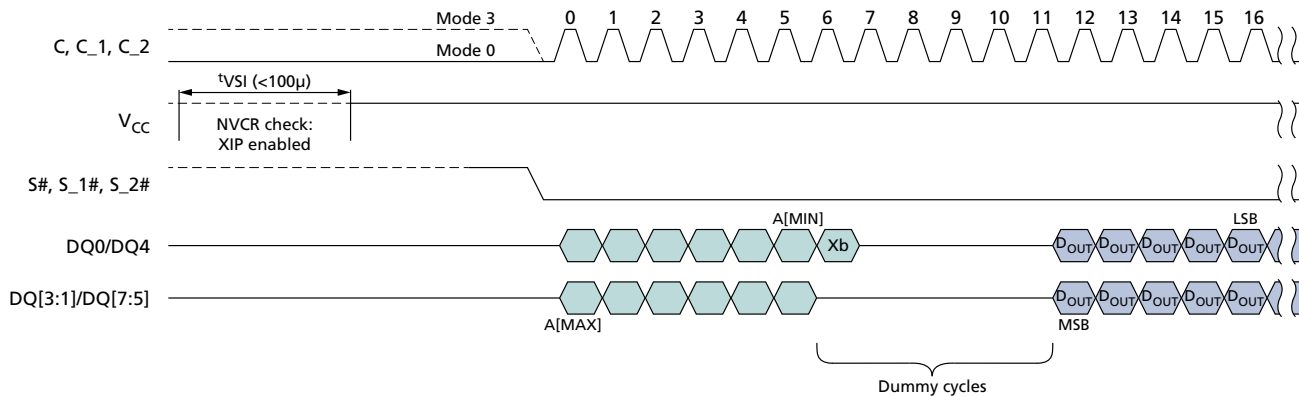 Mode 3
0 1 2 3 4 5 6 7 8 9 10 11 12 13 14 15 16
C, C_1, C_2
Mode 0
tVSI (<100μ)
VCC
NVCR check:
XIP enabled
S#, S_1#, S_2#
A[MIN]
LSB
DQ0/DQ4
Xb
DOUT DOUT DOUT DOUT DOUT
DQ[3:1]/DQ[7:5]
DOUT DOUT DOUT DOUT DOUT
A[MAX]
MSB
Dummy cycles